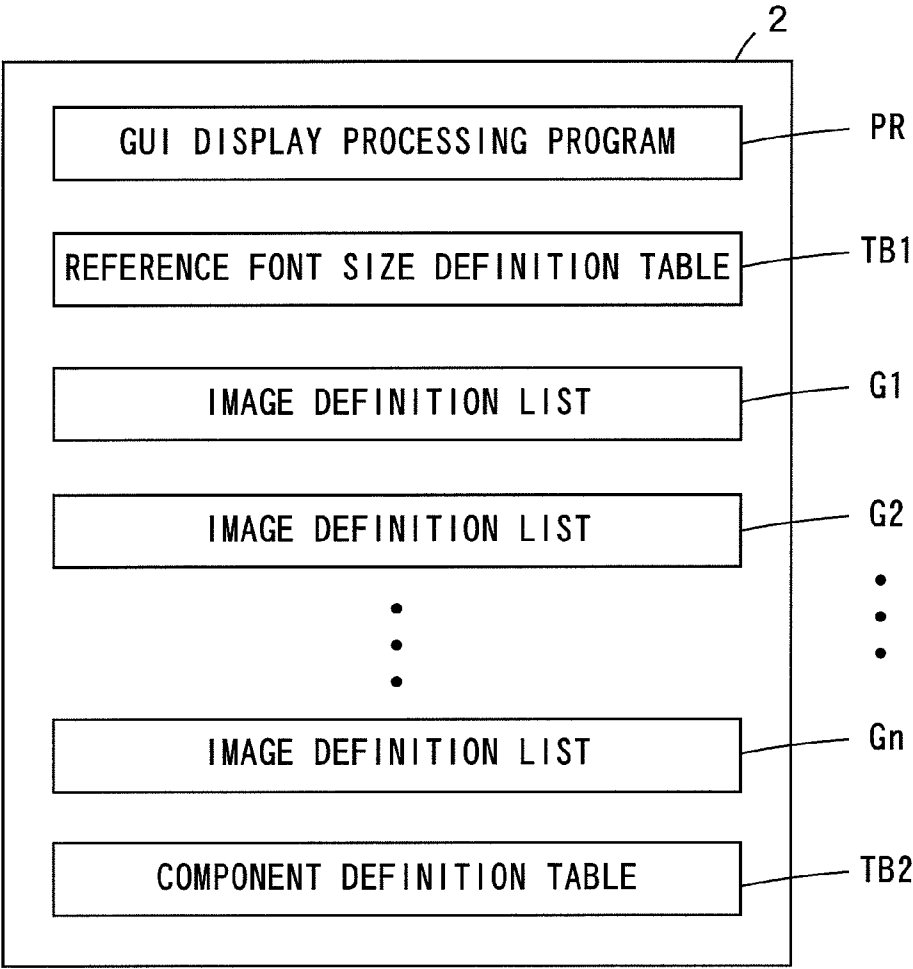 2
GUI DISPLAY PROCESSING PROGRAM PR
REFERENCE FONT SIZE DEFINITION TABLE TB1
IMAGE DEFINITION LIST G1
IMAGE DEFINITION LIST G2
IMAGE DEFINITION LIST Gn
COMPONENT DEFINITION TABLE TB2